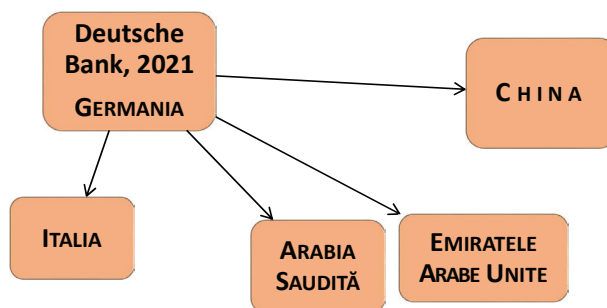 Deutsche
Bank, 2021
GERMANIA
CHINA
ITALIA
ARABIA
SAUDITĂ
EMIRATELE
ARABE UNITE